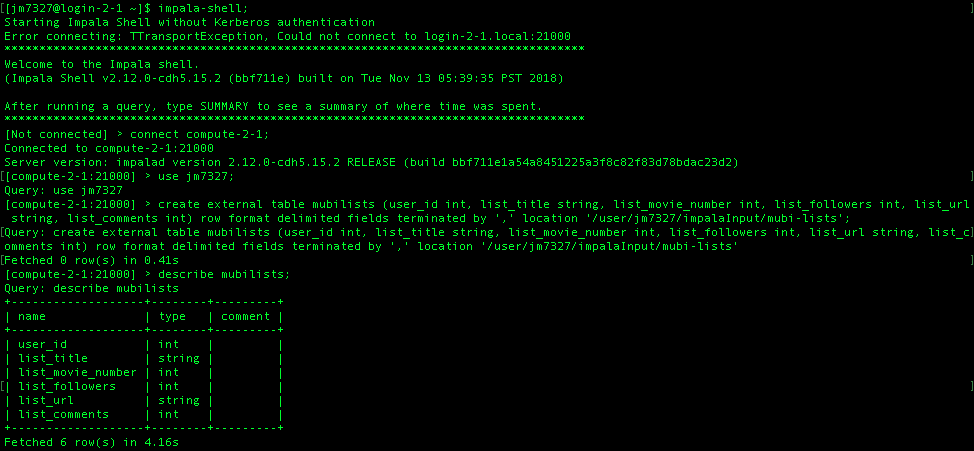 [[jm7327@login-2-1 ~]$ impala-shell; ]
Starting Impala Shell without Kerberos authentication
Error connecting: TTransportException, Could not connect to login-2-1.local:21000
***********************************************************************************
Welcome to the Impala shell.
(Impala Shell v2.12.0-cdh5.15.2 (bbf711e) built on Tue Nov 13 05:39:35 PST 2018)
After running a query, type SUMMARY to see a summary of where time was spent.
***********************************************************************************
[Not connected] > connect compute-2-1;
Connected to compute-2-1:21000
Server version: impalad version 2.12.0-cdh5.15.2 RELEASE (build bbf711e1a54a8451225a3f8c82f83d78bdac23d2)
[[compute-2-1:21000] > use jm7327; ]
Query: use jm7327
[compute-2-1:21000] > create external table mubilists (user_id int, list_title string, list_movie_number int, list_followers int, list_url
string, list_comments int) row format delimited fields terminated by ',' location '/user/jm7327/impalaInput/mubi-lists';
[Query: create external table mubilists (user_id int, list_title string, list_movie_number int, list_followers int, list_url string, list_c]
omments int) row format delimited fields terminated by ',' location '/user/jm7327/impalaInput/mubi-lists'
[Fetched 0 row(s) in 0.41s ]
[compute-2-1:21000] > describe mubilists;
Query: describe mubilists
+-------------------+--------+---------+
| name | type | comment |
+-------------------+--------+---------+
| user_id | int | |
| list_title | string | |
| list_movie_number | int | |
[| list_followers | int | | ]
| list_url | string | |
| list_comments | int | |
+-------------------+--------+---------+
Fetched 6 row(s) in 4.16s